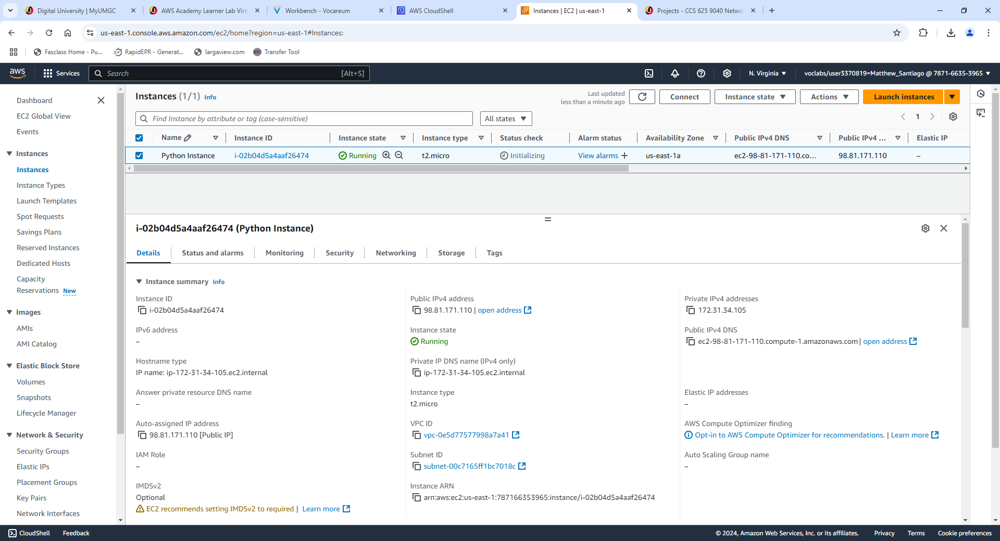 Digital University | MyUMGC
AWS Academy Learner Lab Virtu
Workbench - Vocareum
AWS CloudShell
Instances | EC2 | us-east-1
Projects - CCS 625 9040 Netwo
us-east-1.console.aws.amazon.com/ec2/home?region=us-east-1#Instances:
Fasclass Home - Pu...
RapidEPR - Generat...
largaview.com
NTU
Transfer Tool
aws
Services
Search
[Alt+S]
N. Virginia
voclabs/user3370819=Matthew_Santiago @ 7871-6635-3965
Dashboard
EC2 Global View
Events
Instances
Instances
Instance Types
Launch Templates
Spot Requests
Savings Plans
Reserved Instances
Dedicated Hosts
Capacity
Reservations New
Images
AMIs
AMI Catalog
Elastic Block Store
Volumes
Snapshots
Lifecycle Manager
Network & Security
Security Groups
Elastic IPs
Placement Groups
Key Pairs
Network Interfaces
Instances (1/1) Info
Last updated
less than a minute ago
Connect
Instance state
Actions
Launch instances
Find Instance by attribute or tag (case-sensitive)
All states
1
Name
Instance ID
Instance state
Instance type
Status check
Alarm status
Availability Zone
Public IPv4 DNS
Public IPv4 ...
Elastic IP
Python Instance
i-02b04d5a4aaf26474
Running
t2.micro
Initializing
View alarms +
us-east-1a
ec2-98-81-171-110.co...
98.81.171.110
–
i-02b04d5a4aaf26474 (Python Instance)
Details
Status and alarms
Monitoring
Security
Networking
Storage
Tags
Instance summary Info
Instance ID
i-02b04d5a4aaf26474
Public IPv4 address
98.81.171.110 | open address
Private IPv4 addresses
172.31.34.105
IPv6 address
–
Instance state
Running
Public IPv4 DNS
ec2-98-81-171-110.compute-1.amazonaws.com | open address
Hostname type
IP name: ip-172-31-34-105.ec2.internal
Private IP DNS name (IPv4 only)
ip-172-31-34-105.ec2.internal
Answer private resource DNS name
–
Instance type
t2.micro
Elastic IP addresses
–
Auto-assigned IP address
98.81.171.110 [Public IP]
VPC ID
vpc-0e5d77577998a7a41
AWS Compute Optimizer finding
Opt-in to AWS Compute Optimizer for recommendations. | Learn more
IAM Role
–
Subnet ID
subnet-00c7165ff1bc7018c
Auto Scaling Group name
–
IMDSv2
Optional
EC2 recommends setting IMDSv2 to required | Learn more
Instance ARN
arn:aws:ec2:us-east-1:787166353965:instance/i-02b04d5a4aaf26474
CloudShell
Feedback
© 2024, Amazon Web Services, Inc. or its affiliates.
Privacy
Terms
Cookie preferences